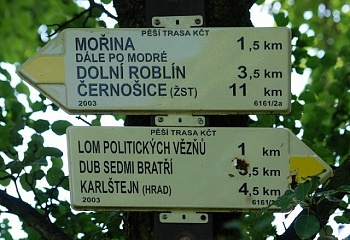 PĚŠÍ TRASA KČT
MOŘINA 1,5 km
DÁLE PO MODRÉ
DOLNÍ ROBLÍN 3,5 km
ČERNOŠICE (ŽST) 11 km
2003 6161/2a
PĚŠÍ TRASA KČT
LOM POLITICKÝCH VĚZŇŮ 1 km
DUB SEDMI BRATŘÍ 3,5 km
KARLŠTEJN (HRAD) 4,5 km
2003 6161/2